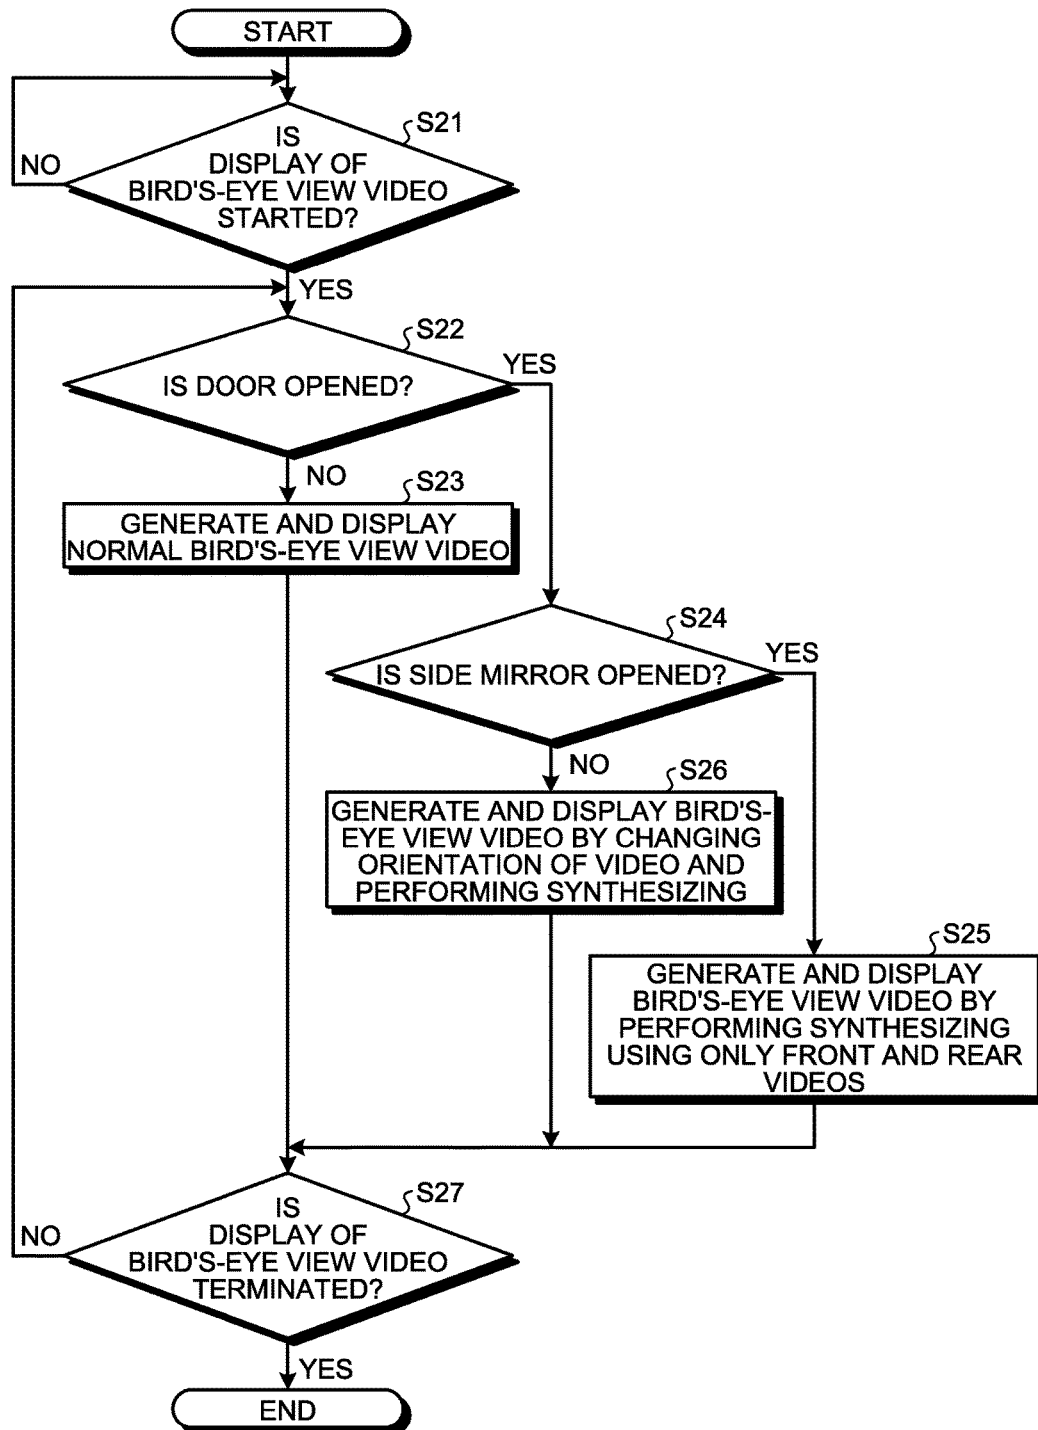 START
S21
IS
DISPLAY OF
BIRD'S-EYE VIEW VIDEO
STARTED?
NO
YES
S22
IS DOOR OPENED?
YES
NO
S23
GENERATE AND DISPLAY
NORMAL BIRD'S-EYE VIEW VIDEO
S24
IS SIDE MIRROR OPENED?
YES
NO
S26
GENERATE AND DISPLAY BIRD'S-
EYE VIEW VIDEO BY CHANGING
ORIENTATION OF VIDEO AND
PERFORMING SYNTHESIZING
S25
GENERATE AND DISPLAY
BIRD'S-EYE VIEW VIDEO BY
PERFORMING SYNTHESIZING
USING ONLY FRONT AND REAR
VIDEOS
S27
IS
DISPLAY OF
BIRD'S-EYE VIEW VIDEO
TERMINATED?
NO
YES
END